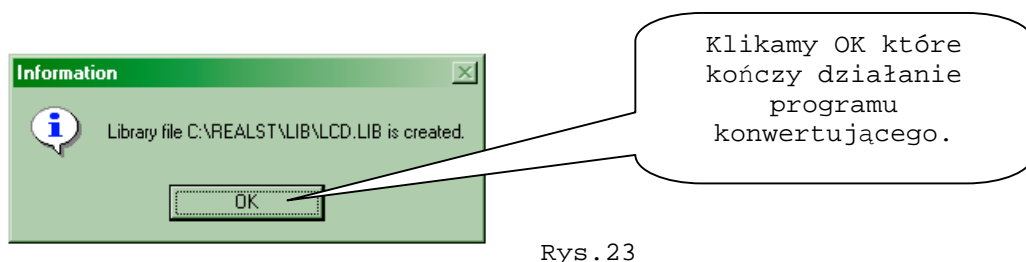 Information
Library file C:\REALST\LIB\LCD.LIB is created.
OK
Klikamy OK które
kończy działanie
programu
konwertującego.
Rys.23